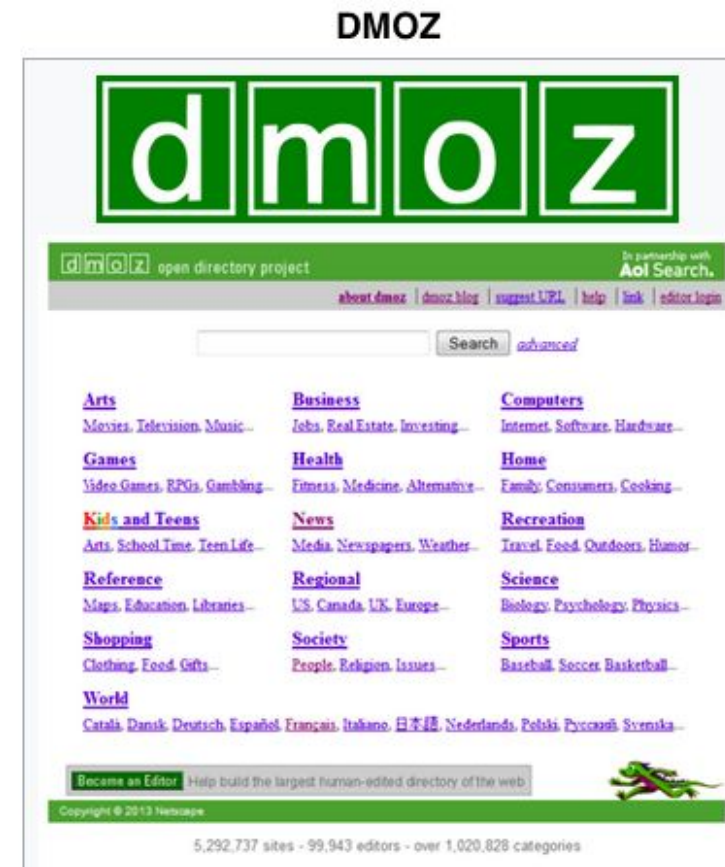 DMOZ
dmoz
dmoz open directory project
In partnership with
Aol Search.
about dmoz | dmoz blog | suggest URL | help | link | editor login
Search advanced
Arts Business Computers
Movies, Television, Music... Jobs, Real Estate, Investing... Internet, Software, Hardware...
Games Health Home
Video Games, RPGs, Gambling... Fitness, Medicine, Alternative... Family, Consumers, Cooking...
Kids and Teens News Recreation
Arts, School Time, Teen Life... Media, Newspapers, Weather... Travel, Food, Outdoors, Humor...
Reference Regional Science
Maps, Education, Libraries... US, Canada, UK, Europe... Biology, Psychology, Physics...
Shopping Society Sports
Clothing, Food, Gifts... People, Religion, Issues... Baseball, Soccer, Basketball...
World
Català, Dansk, Deutsch, Español, Français, Italiano, 日本語, Nederlands, Polski, Русский, Svenska...
Become an Editor Help build the largest human-edited directory of the web
Copyright © 2013 Netscape
5,292,737 sites - 99,943 editors - over 1,020,828 categories